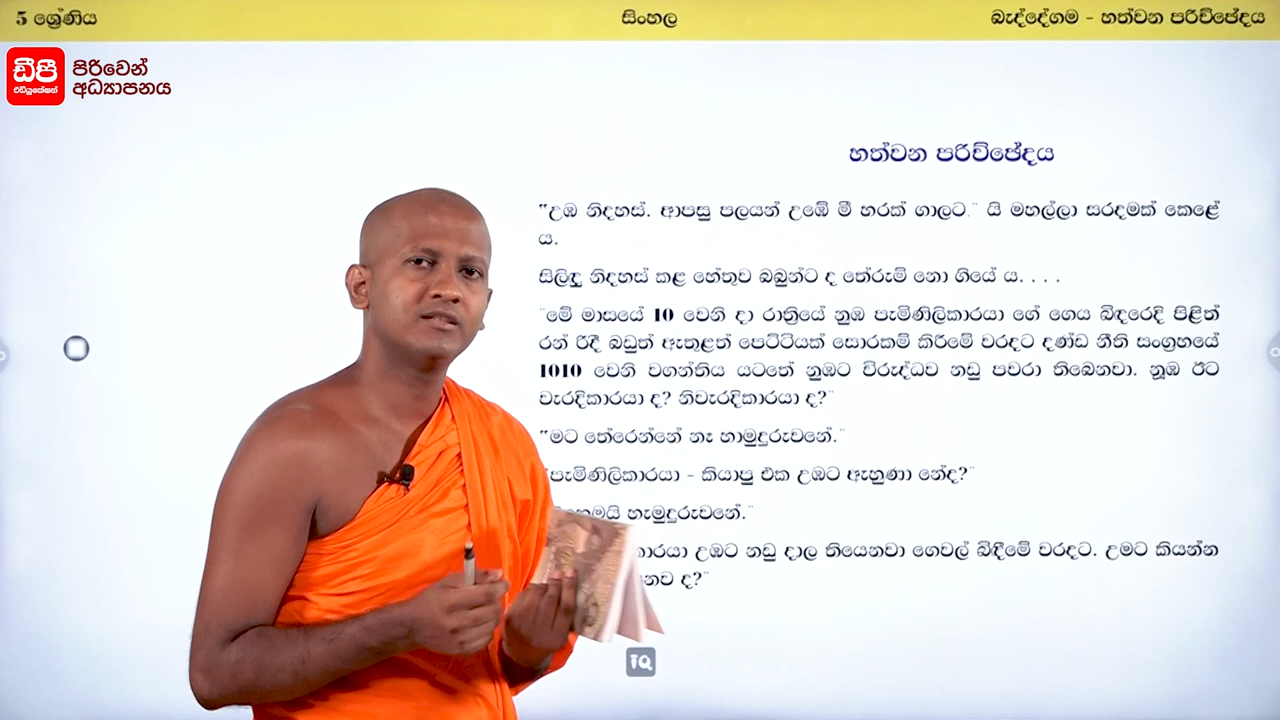 5 ශ්‍රේණිය
සිංහල
බැද්දේගම - හත්වන පරිච්ඡේදය
ඩීපී
එඩියුකේෂන්
පිරිවෙන්
අධ්‍යාපනය
හත්වන පරිච්ඡේදය
"උඹ නිදහස්. ආපසු පලයන් උඹේ මී හරක් ගාලට." යි මහල්ලා සරදමක් කෙළේ
ය.
සිලිඳු නිදහස් කළ හේතුව බබුන්ට ද තේරුම් නො ගියේ ය. . . .
"මේ මාසයේ 10 වෙනි දා රාත්‍රියේ නුඹ පැමිණිලිකාරයා ගේ ගෙය බිඳරෙදි පිළිත්
රන් රිදී බඩුත් ඇතුළත් පෙට්ටියක් සොරකම් කිරීමේ වරදට දණ්ඩ නීති සංග්‍රහයේ
1010 වෙනි වගන්තිය යටතේ නුඹට විරුද්ධව නඩු පවරා තිබෙනවා. නූඹ ඊට
වැරදිකාරයා ද? නිවැරදිකාරයා ද?"
"මට තේරෙන්නේ නෑ හාමුදුරුවනේ."
"පැමිණිලිකාරයා - කියාපු එක උඹට ඇහුණා නේද?"
හැමුදුරුවනේ."
උඹට නඩු දාල තියෙනවා ගෙවල් බිඳීමේ වරදට. උමට කියන්න
ද?"
IQ